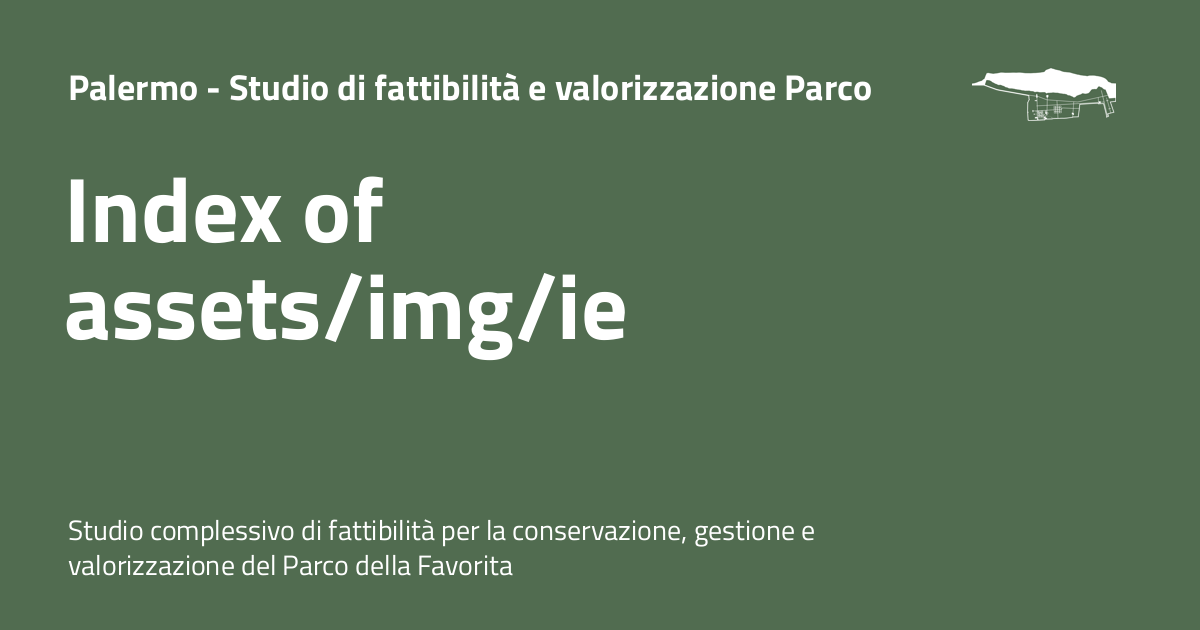 Palermo - Studio di fattibilità e valorizzazione Parco
Index of
assets/img/ie
Studio complessivo di fattibilità per la conservazione, gestione e
valorizzazione del Parco della Favorita